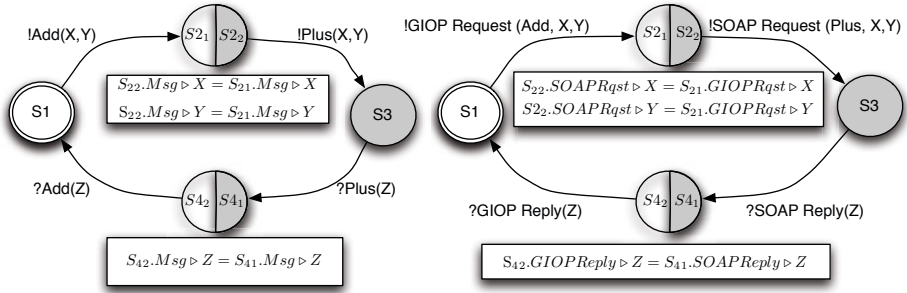 !Add(X,Y)
S2₁ S2₂
!Plus(X,Y)
S₂₂.Msg ▹ X = S₂₁.Msg ▹ X
S₂₂.Msg ▹ Y = S₂₁.Msg ▹ Y
S1
S3
?Add(Z)
S4₂ S4₁
?Plus(Z)
S₄₂.Msg ▹ Z = S₄₁.Msg ▹ Z
!GIOP Request (Add, X,Y)
S2₁ S2₂
!SOAP Request (Plus, X,Y)
S₂₂.SOAPRqst ▹ X = S₂₁.GIOPRqst ▹ X
S2₂.SOAPRqst ▹ Y = S₂₁.GIOPRqst ▹ Y
S1
S3
?GIOP Reply(Z)
S4₂ S4₁
?SOAP Reply(Z)
S₄₂.GIOPReply ▹ Z = S₄₁.SOAPReply ▹ Z